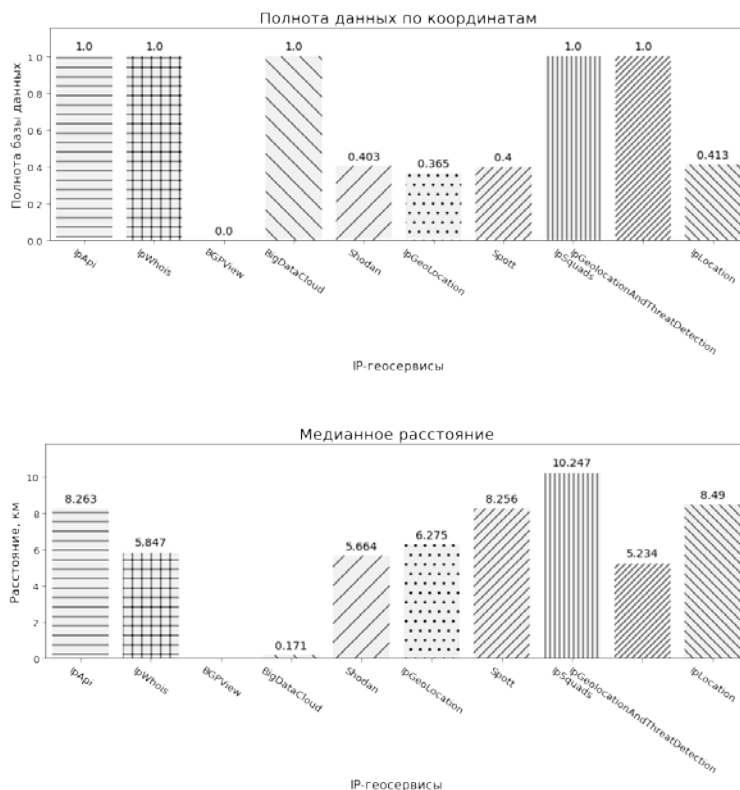 Полнота данных по координатам
Полнота базы данных
1.0
0.8
0.6
0.4
0.2
0.0
1.0
1.0
0.0
1.0
0.403
0.365
0.4
1.0
1.0
0.413
IpApi
IpWhois
BGPView
BigDataCloud
Shodan
IpGeoLocation
Spott
IpSquads
IpGeolocationAndThreatDetection
IpLocation
IP-геосервисы
Медианное расстояние
Расстояние, км
10
8
6
4
2
0
8.263
5.847
0.171
5.664
6.275
8.256
10.247
5.234
8.49
IpApi
IpWhois
BGPView
BigDataCloud
Shodan
IpGeoLocation
Spott
IpSquads
IpGeolocationAndThreatDetection
IpLocation
IP-геосервисы